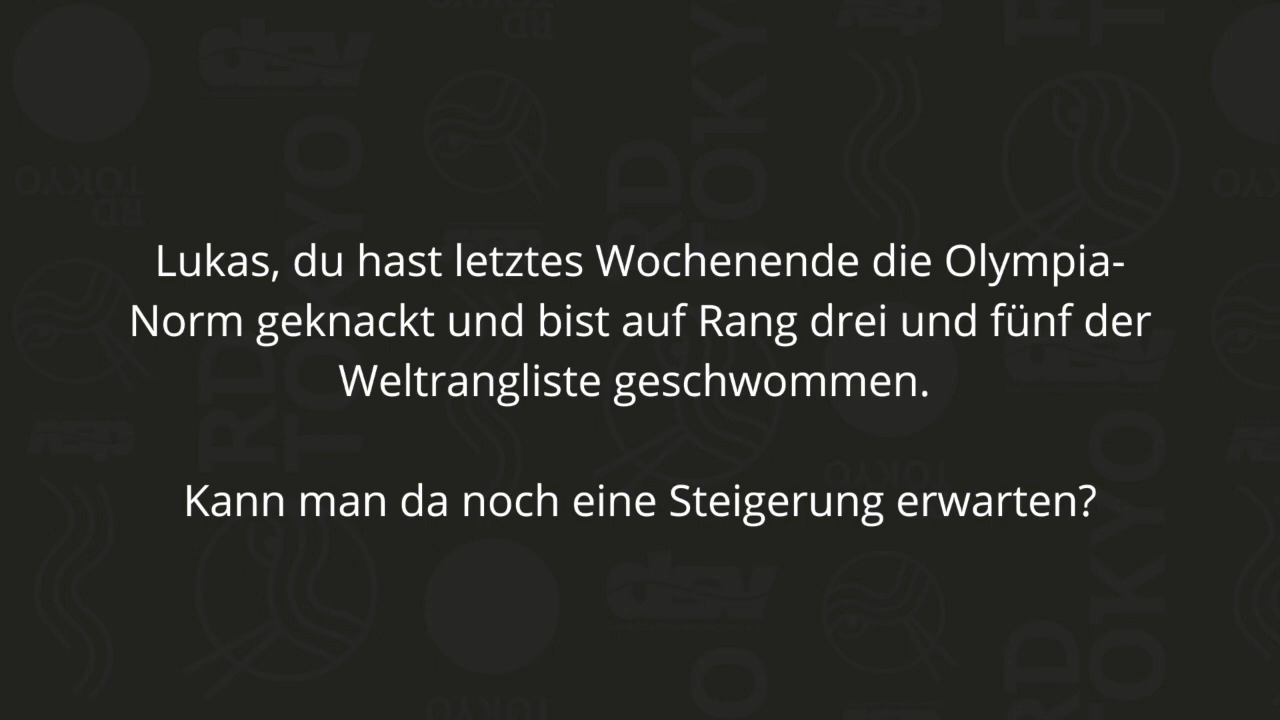 Lukas, du hast letztes Wochenende die Olympia-
Norm geknackt und bist auf Rang drei und fünf der
Weltrangliste geschwommen.
Kann man da noch eine Steigerung erwarten?